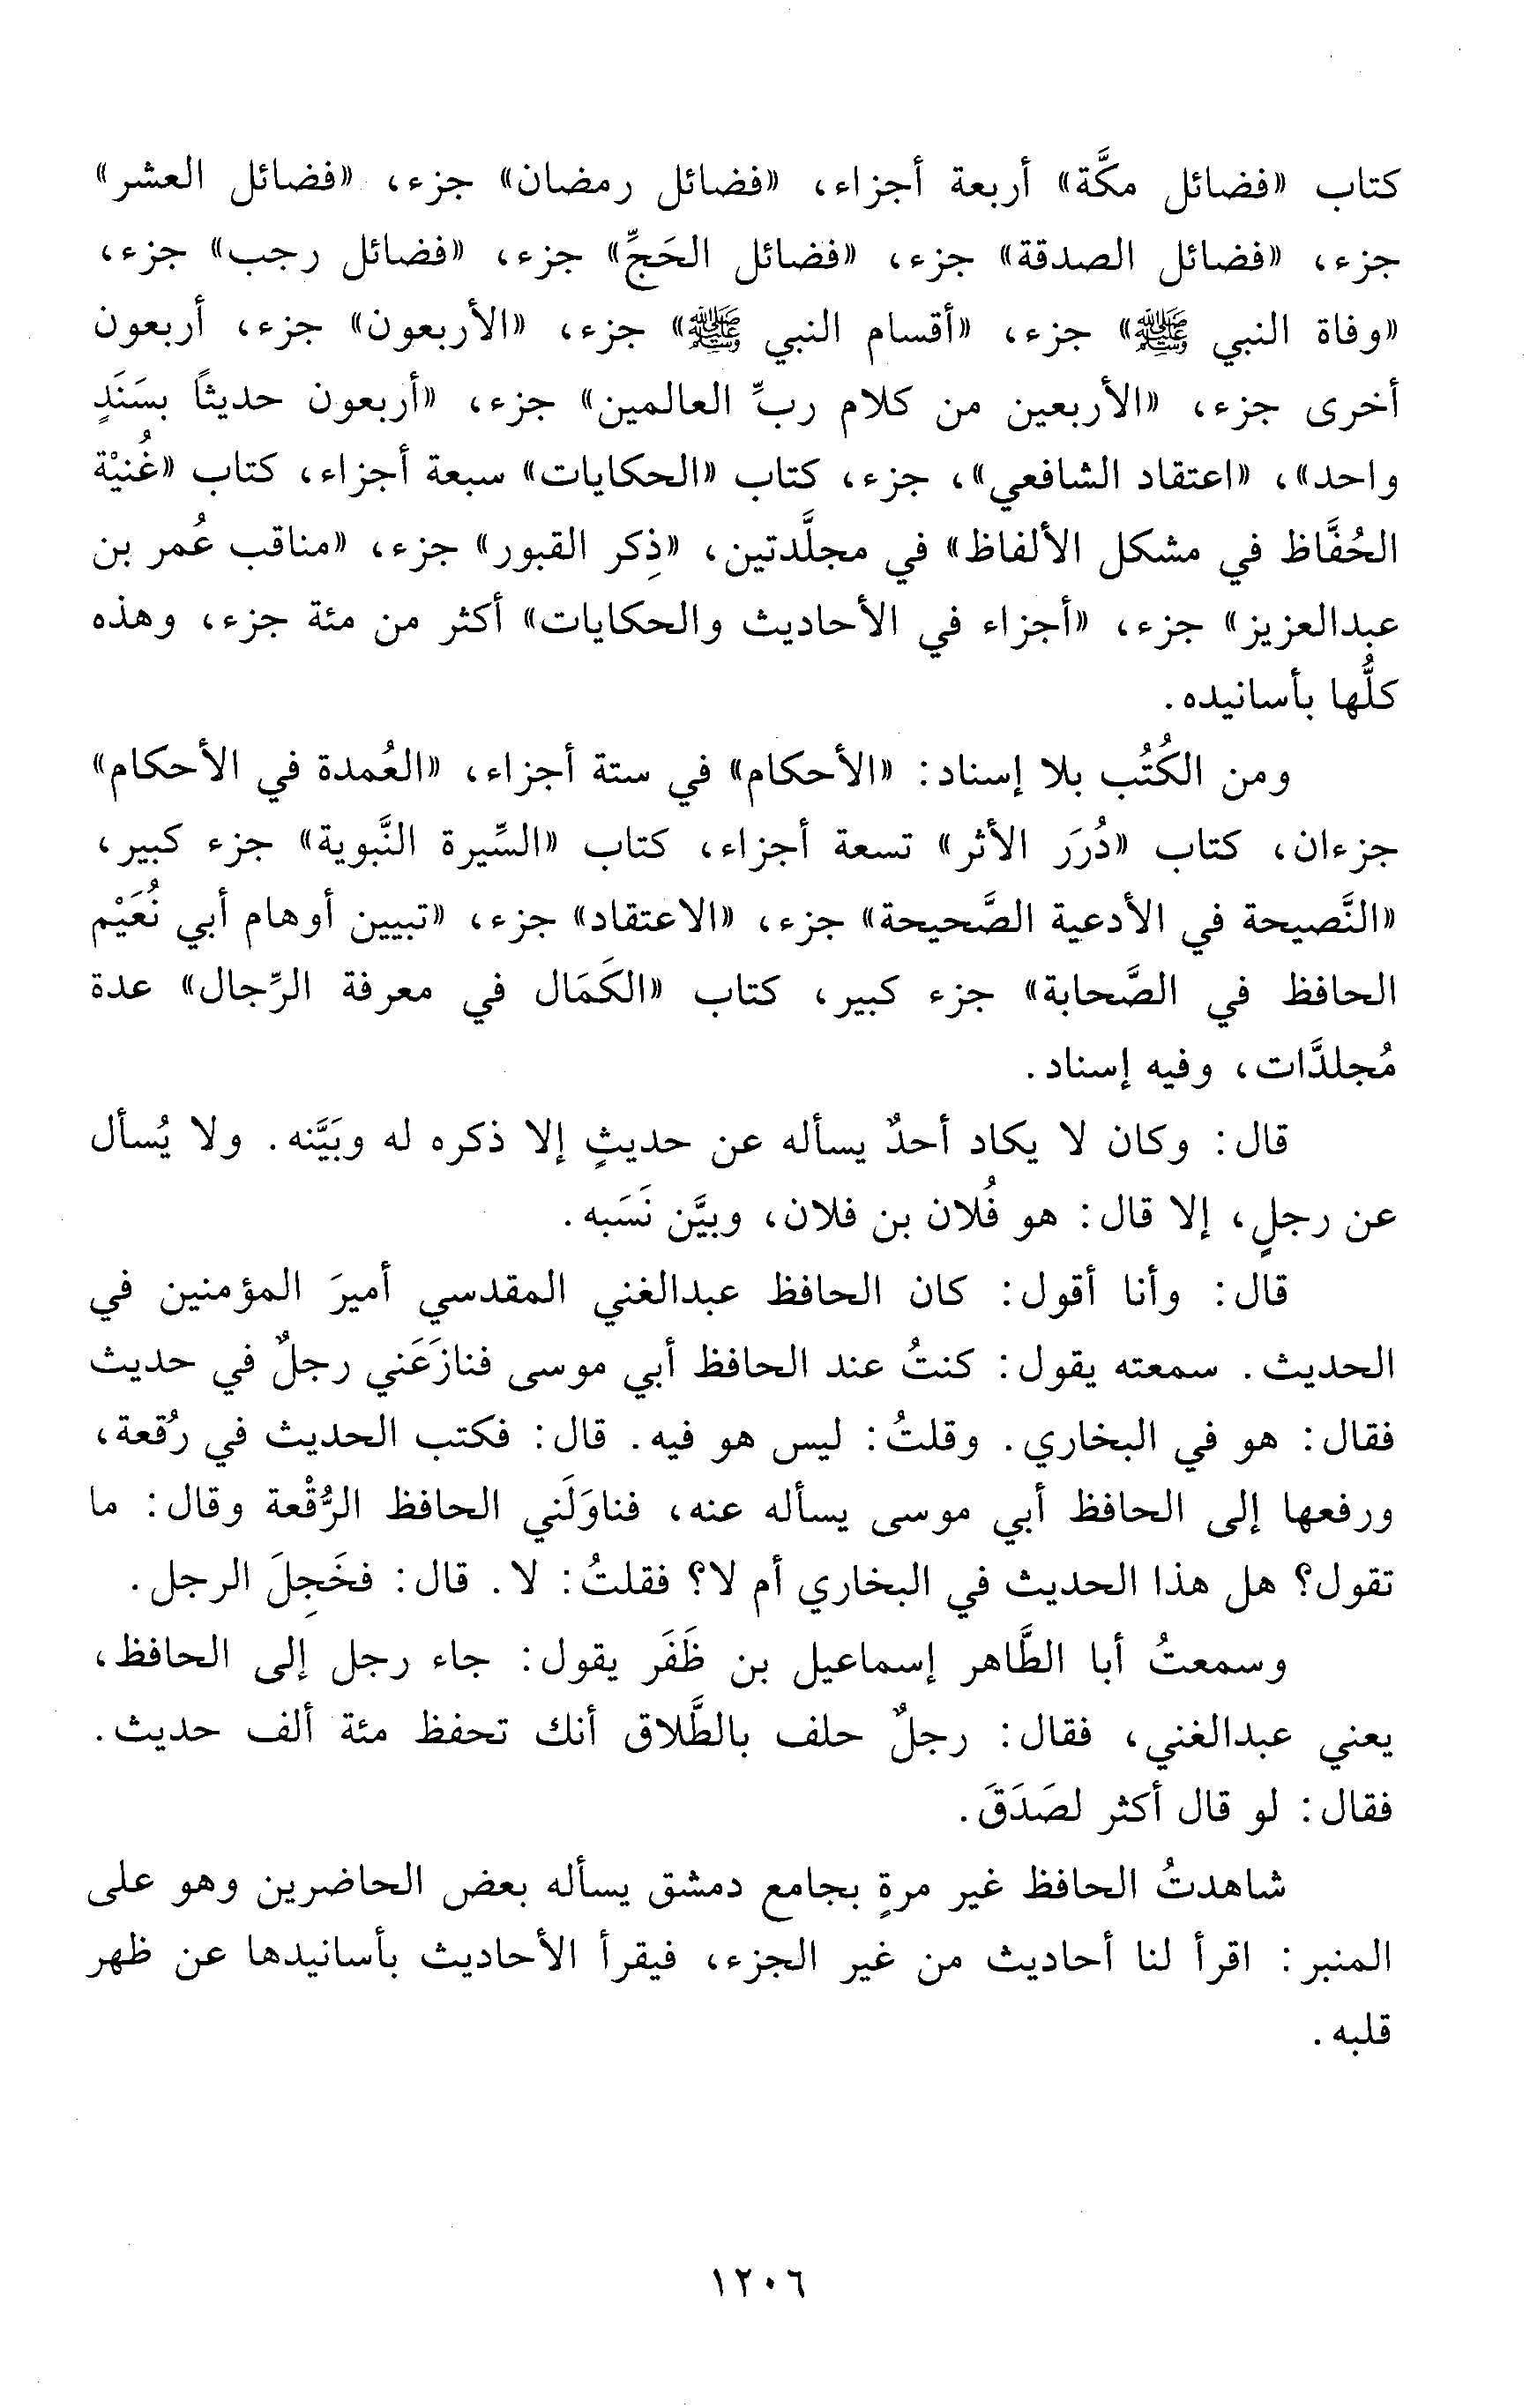 كتاب «فضائل مكَّة» أربعة أجزاء، «فضائل رمضان» جزء، «فضائل العشر»
جزء، «فضائل الصدقة» جزء، «فضائل الحَجِّ» جزء، «فضائل رجب» جزء،
«وفاة النبي ﷺ» جزء، «أقسام النبي ﷺ» جزء، «الأربعون» جزء، أربعون
أخرى جزء، «الأربعين من كلام ربِّ العالمين» جزء، «أربعون حديثاً بسَنَدٍ
واحد»، «اعتقاد الشافعي»، جزء، كتاب «الحكايات» سبعة أجزاء، كتاب «غُنيْة
الحُفَّاظ في مشكل الألفاظ» في مجلَّدتين، «ذِكر القبور» جزء، «مناقب عُمر بن
عبدالعزيز» جزء، «أجزاء في الأحاديث والحكايات» أكثر من مئة جزء، وهذه
كلُّها بأسانيده.
ومن الكُتُب بلا إسناد: «الأحكام» في ستة أجزاء، «العُمدة في الأحكام»
جزءان، كتاب «دُرَرَ الأثر» تسعة أجزاء، كتاب «السِّيرة النَّبوية» جزء كبير،
«النَّصيحة في الأدعية الصَّحيحة» جزء، «الاعتقاد» جزء، «تبيين أوهام أبي نُعَيْم
الحافظ في الصَّحابة» جزء كبير، كتاب «الكَمَال في معرفة الرِّجال» عدة
مُجلدَّات، وفيه إسناد.
قال: وكان لا يكاد أحدٌ يسأله عن حديثٍ إلا ذكره له وبَيَّنه. ولا يُسأل
عن رجلٍ، إلا قال: هو فُلان بن فلان، وبيَّن نَسَبه.
قال: وأنا أقول: كان الحافظ عبدالغني المقدسي أميرَ المؤمنين في
الحديث. سمعته يقول: كنتُ عند الحافظ أبي موسى فنازَعَني رجلٌ في حديث
فقال: هو في البخاري. وقلتُ: ليس هو فيه. قال: فكتب الحديث في رُقعة،
ورفعها إلى الحافظ أبي موسى يسأله عنه، فناوَلَني الحافظ الرُّقْعة وقال: ما
تقول؟ هل هذا الحديث في البخاري أم لا؟ فقلتُ: لا. قال: فخَجِلَ الرجل.
وسمعتُ أبا الطَّاهر إسماعيل بن ظَفَر يقول: جاء رجل إلى الحافظ،
يعني عبدالغني، فقال: رجلٌ حلف بالطَّلاق أنك تحفظ مئة ألف حديث.
فقال: لو قال أكثر لصَدَقَ.
شاهدتُ الحافظ غير مرةٍ بجامع دمشق يسأله بعض الحاضرين وهو على
المنبر: اقرأ لنا أحاديث من غير الجزء، فيقرأ الأحاديث بأسانيدها عن ظهر
قلبه.
١٢٠٦